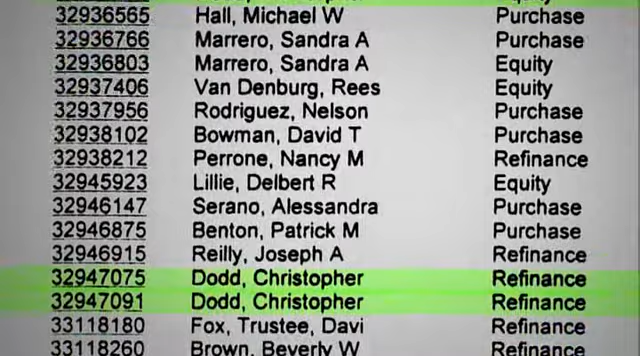 32936565 Hall, Michael W Purchase
32936766 Marrero, Sandra A Purchase
32936803 Marrero, Sandra A Equity
32937406 Van Denburg, Rees Equity
32937956 Rodriguez, Nelson Purchase
32938102 Bowman, David T Purchase
32938212 Perrone, Nancy M Refinance
32945923 Lillie, Delbert R Equity
32946147 Serano, Alessandra Purchase
32946875 Benton, Patrick M Purchase
32946915 Reilly, Joseph A Refinance
32947075 Dodd, Christopher Refinance
32947091 Dodd, Christopher Refinance
33118180 Fox, Trustee, Davi Refinance
33118260 Brown, Beverly W Refinance